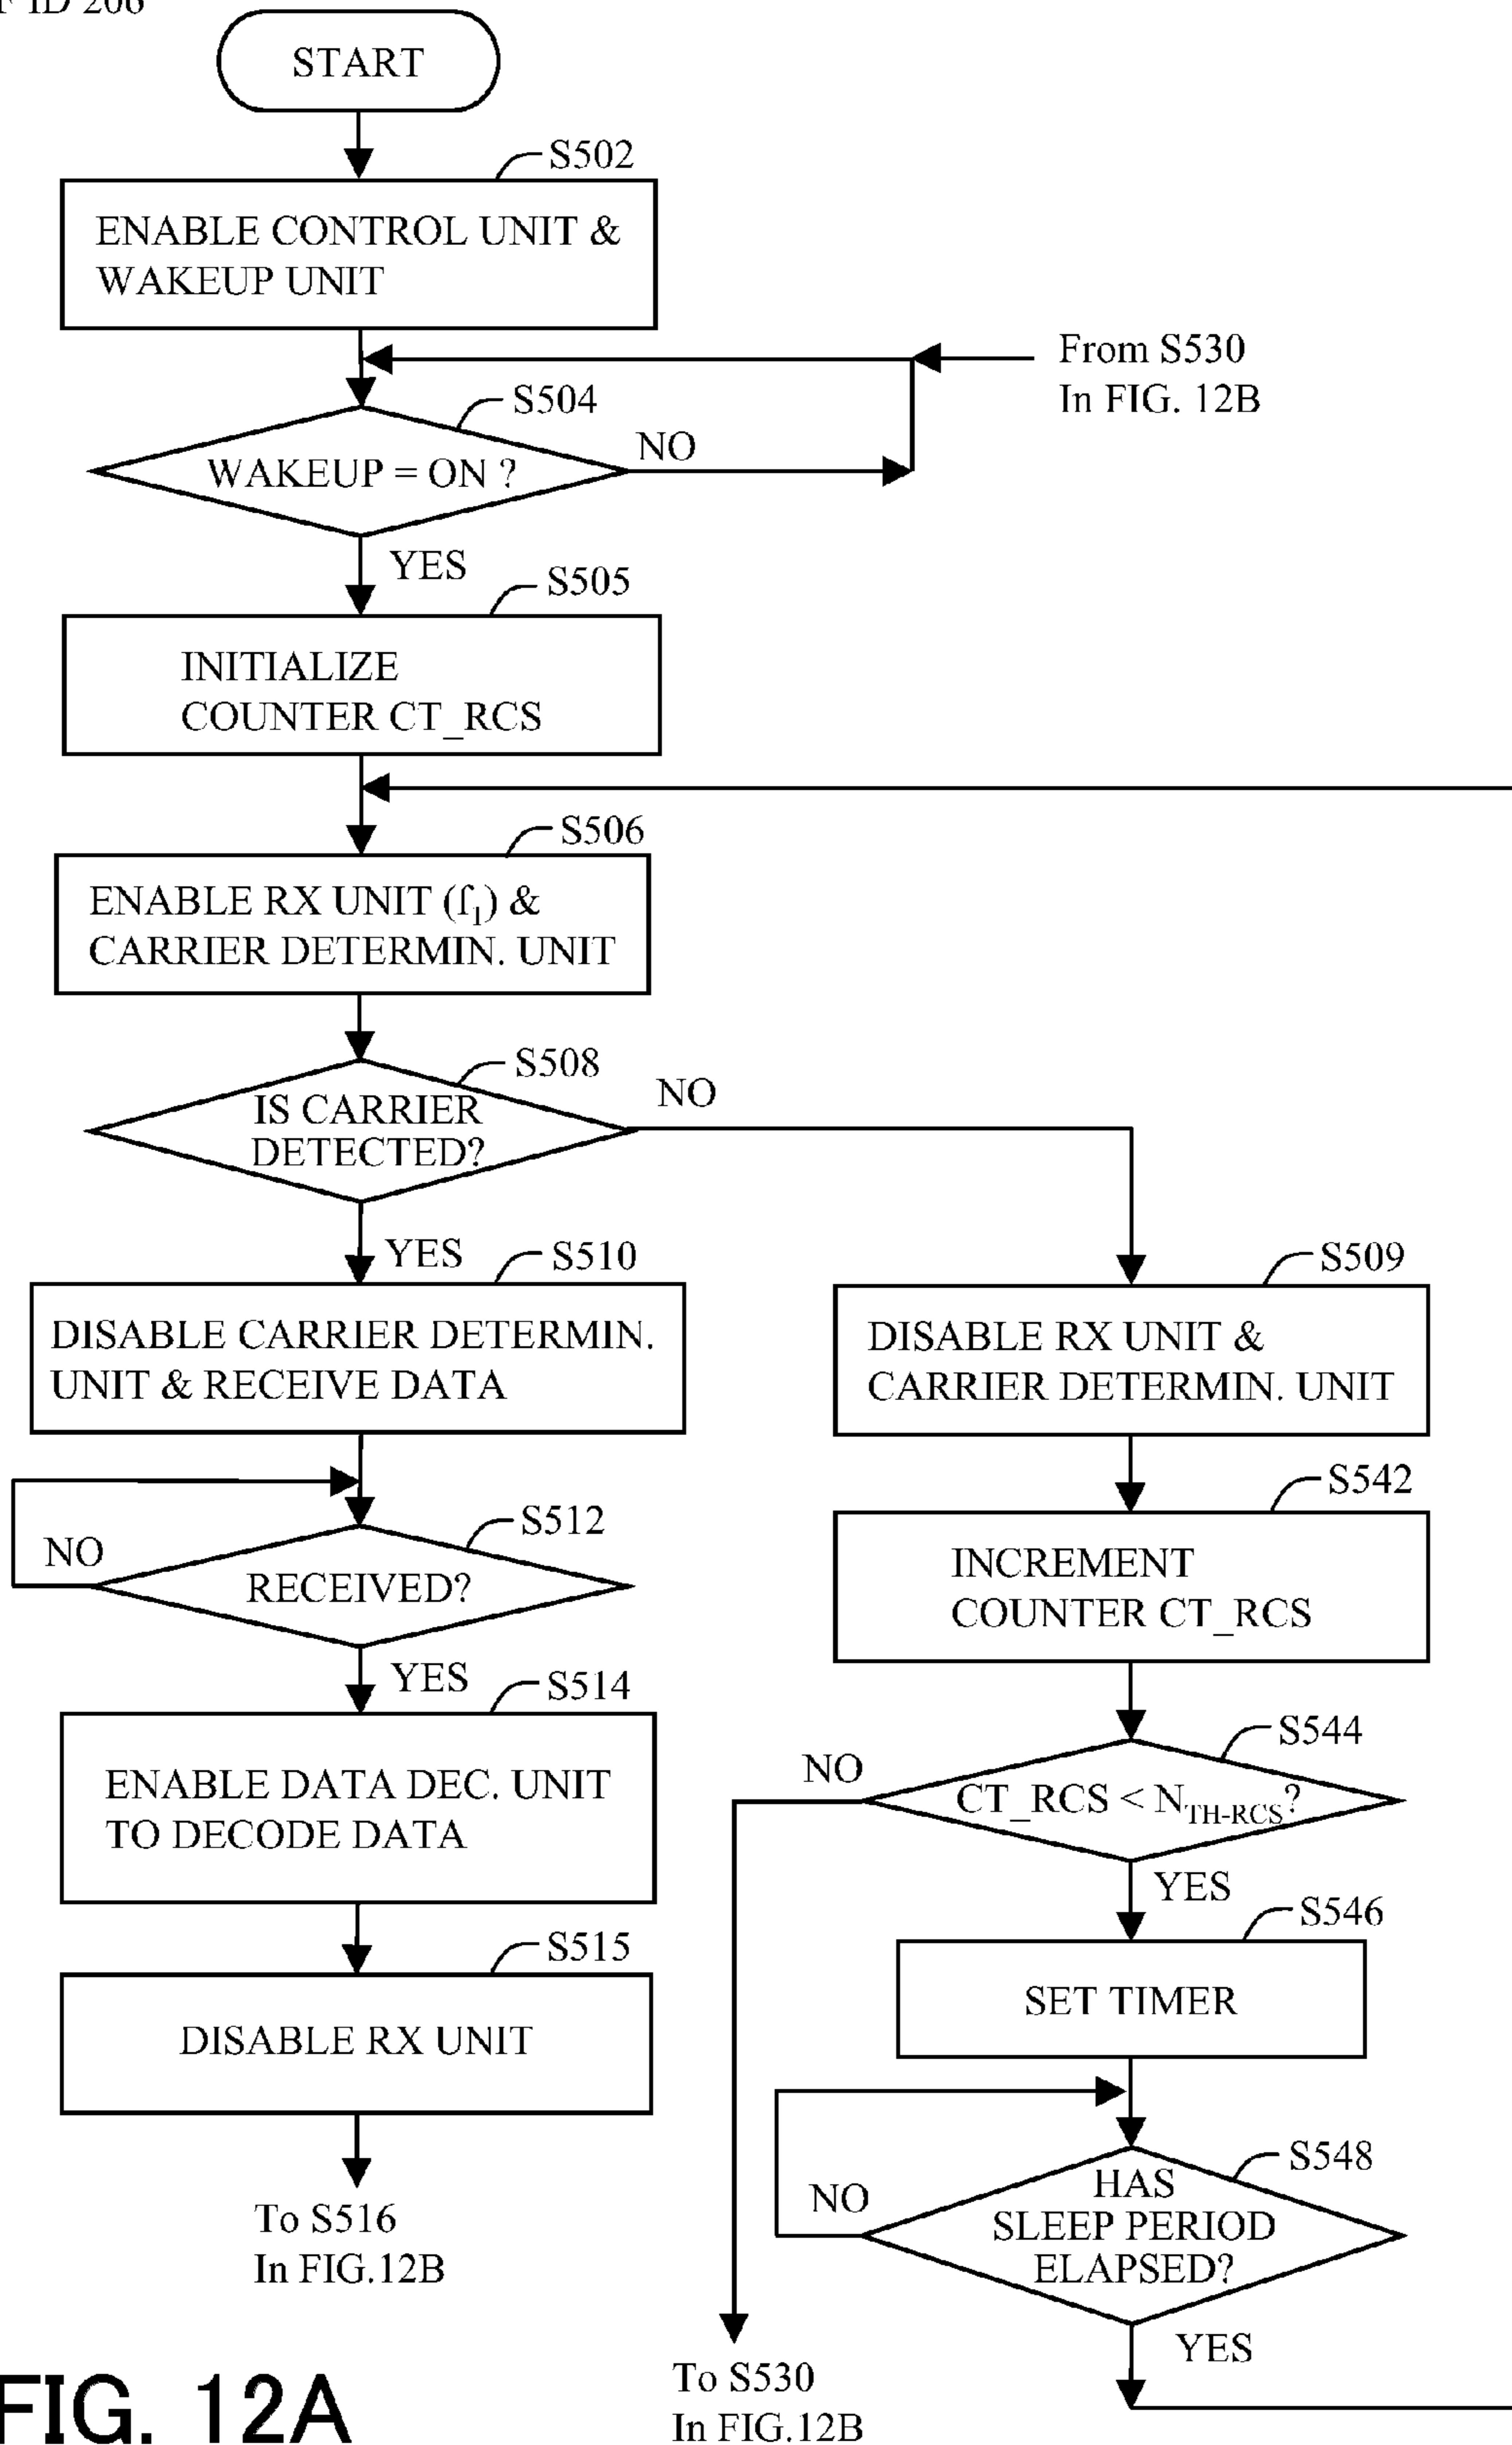 F ID 206
START
S502
ENABLE CONTROL UNIT &
WAKEUP UNIT
From S530
In FIG. 12B
S504
WAKEUP = ON ?
NO
YES
S505
INITIALIZE
COUNTER CT_RCS
S506
ENABLE RX UNIT (f1) &
CARRIER DETERMIN. UNIT
S508
IS CARRIER
DETECTED?
NO
YES
S510
DISABLE CARRIER DETERMIN.
UNIT & RECEIVE DATA
S509
DISABLE RX UNIT &
CARRIER DETERMIN. UNIT
S512
NO
RECEIVED?
S542
INCREMENT
COUNTER CT_RCS
YES
S514
ENABLE DATA DEC. UNIT
TO DECODE DATA
S544
NO
CT_RCS < NTH-RCS?
YES
S515
DISABLE RX UNIT
S546
SET TIMER
To S516
In FIG.12B
S548
NO
HAS
SLEEP PERIOD
ELAPSED?
YES
To S530
In FIG.12B
FIG. 12A